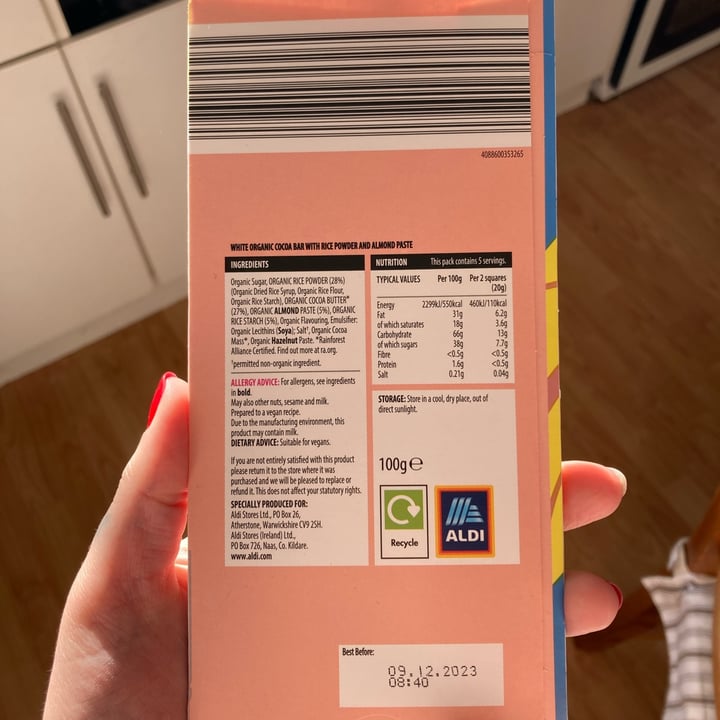 4088600353265
WHITE ORGANIC COCOA BAR WITH RICE POWDER AND ALMOND PASTE
INGREDIENTS
Organic Sugar, ORGANIC RICE POWDER (28%)
(Organic Dried Rice Syrup, Organic Rice Flour,
Organic Rice Starch), ORGANIC COCOA BUTTER*
(27%), ORGANIC ALMOND PASTE (5%), ORGANIC
RICE STARCH (5%), Organic Flavouring, Emulsifier:
Organic Lecithins (Soya); Salt¹, Organic Cocoa
Mass*, Organic Hazelnut Paste. *Rainforest
Alliance Certified. Find out more at ra.org.
¹permitted non-organic ingredient.
ALLERGY ADVICE: For allergens, see ingredients
in bold.
May also other nuts, sesame and milk.
Prepared to a vegan recipe.
Due to the manufacturing environment, this
product may contain milk.
DIETARY ADVICE: Suitable for vegans.
If you are not entirely satisfied with this product
please return it to the store where it was
purchased and we will be pleased to replace or
refund it. This does not affect your statutory rights.
SPECIALLY PRODUCED FOR:
Aldi Stores Ltd., PO Box 26,
Atherstone, Warwickshire CV9 2SH.
Aldi Stores (Ireland) Ltd.,
PO Box 726, Naas, Co. Kildare.
www.aldi.com
NUTRITION This pack contains 5 servings.
TYPICAL VALUES Per 100g Per 2 squares
(20g)
Energy 2299kJ/550kcal 460kJ/110kcal
Fat 31g 6.2g
of which saturates 18g 3.6g
Carbohydrate 66g 13g
of which sugars 38g 7.7g
Fibre <0.5g <0.5g
Protein 1.6g <0.5g
Salt 0.21g 0.04g
STORAGE: Store in a cool, dry place, out of
direct sunlight.
100g ℮
Recycle
ALDI
Best Before:
09.12.2023
08:40